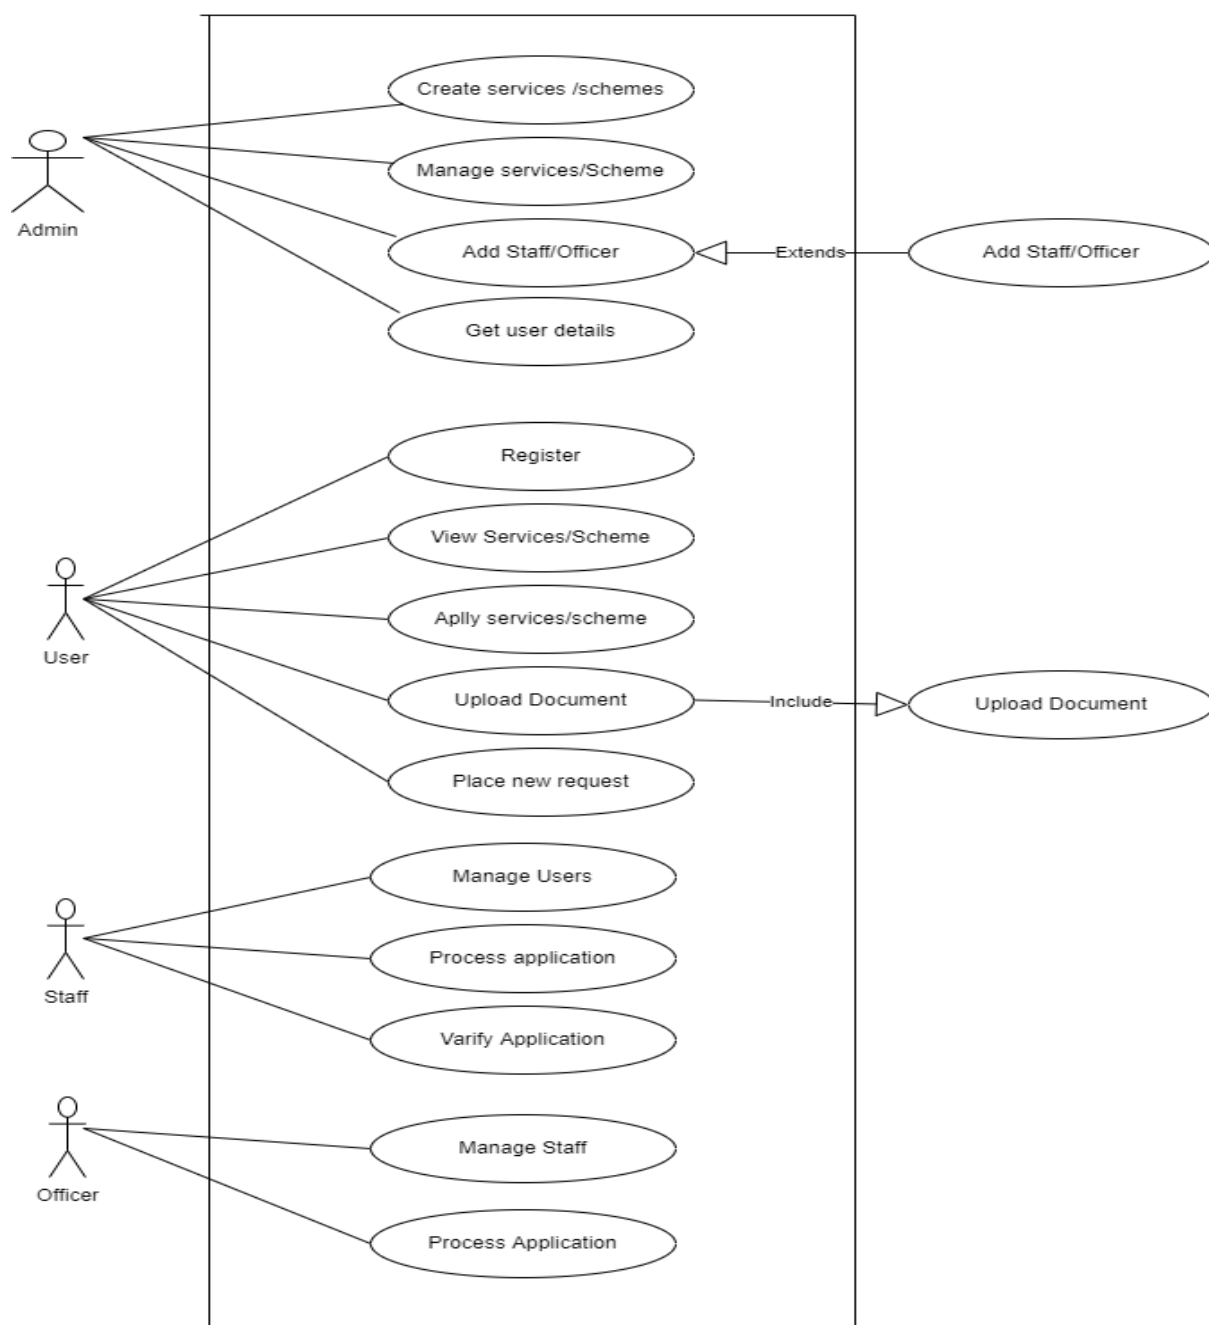 Create services /schemes
Manage services/Scheme
Admin
Add Staff/Officer
Extends
Add Staff/Officer
Get user details
Register
View Services/Scheme
Aplly services/scheme
User
Upload Document
Include
Upload Document
Place new request
Manage Users
Process application
Staff
Varify Application
Manage Staff
Officer
Process Application